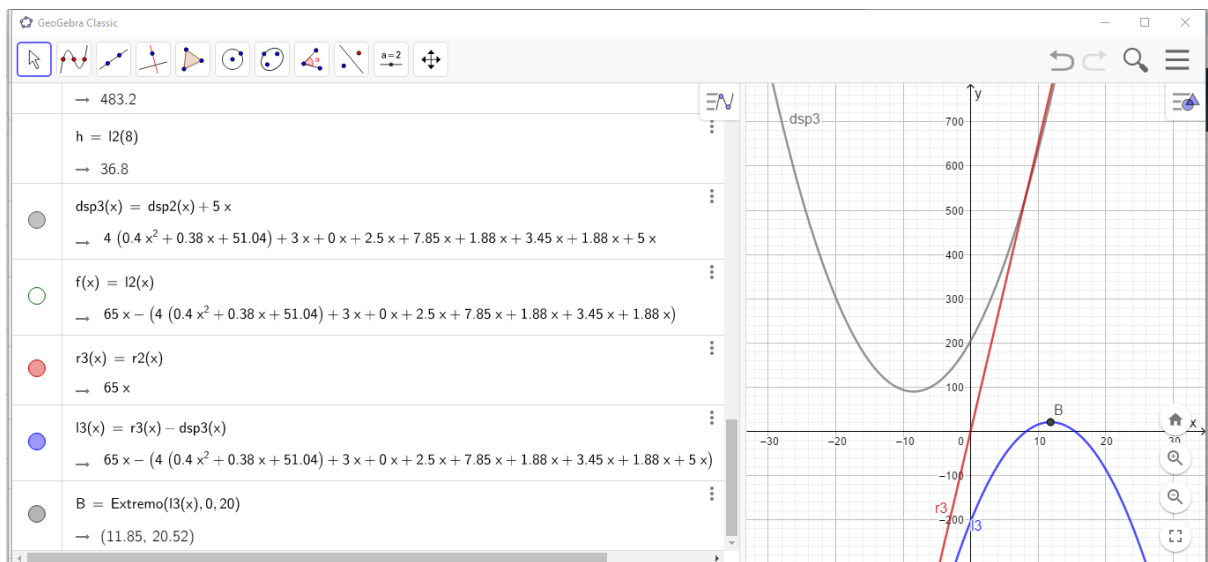 GeoGebra Classic
a=2
→ 483.2
h = l2(8)
→ 36.8
dsp3(x) = dsp2(x) + 5 x
→ 4 (0.4 x² + 0.38 x + 51.04) + 3 x + 0 x + 2.5 x + 7.85 x + 1.88 x + 3.45 x + 1.88 x + 5 x
f(x) = l2(x)
→ 65 x − (4 (0.4 x² + 0.38 x + 51.04) + 3 x + 0 x + 2.5 x + 7.85 x + 1.88 x + 3.45 x + 1.88 x)
r3(x) = r2(x)
→ 65 x
l3(x) = r3(x) − dsp3(x)
→ 65 x − (4 (0.4 x² + 0.38 x + 51.04) + 3 x + 0 x + 2.5 x + 7.85 x + 1.88 x + 3.45 x + 1.88 x + 5 x)
B = Extremo(l3(x), 0, 20)
→ (11.85, 20.52)
y
dsp3
700
600
500
400
300
200
100
B
x
−30 −20 −10 0 10 20 30
−100
r3
−200
l3